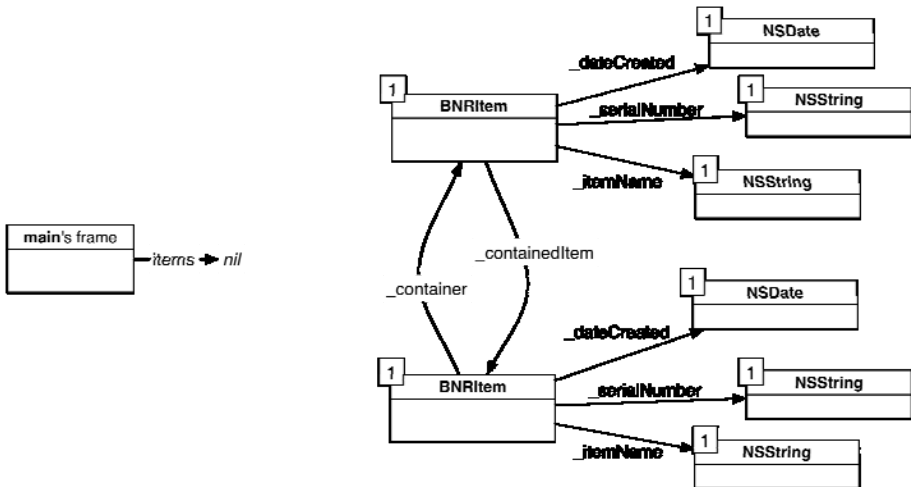 1
NSDate
_dateCreated
1
BNRItem
_serialNumber
1
NSString
_itemName
1
NSString
main's frame
items
nil
_containedItem
_container
1
NSDate
_dateCreated
1
BNRItem
_serialNumber
1
NSString
_itemName
1
NSString